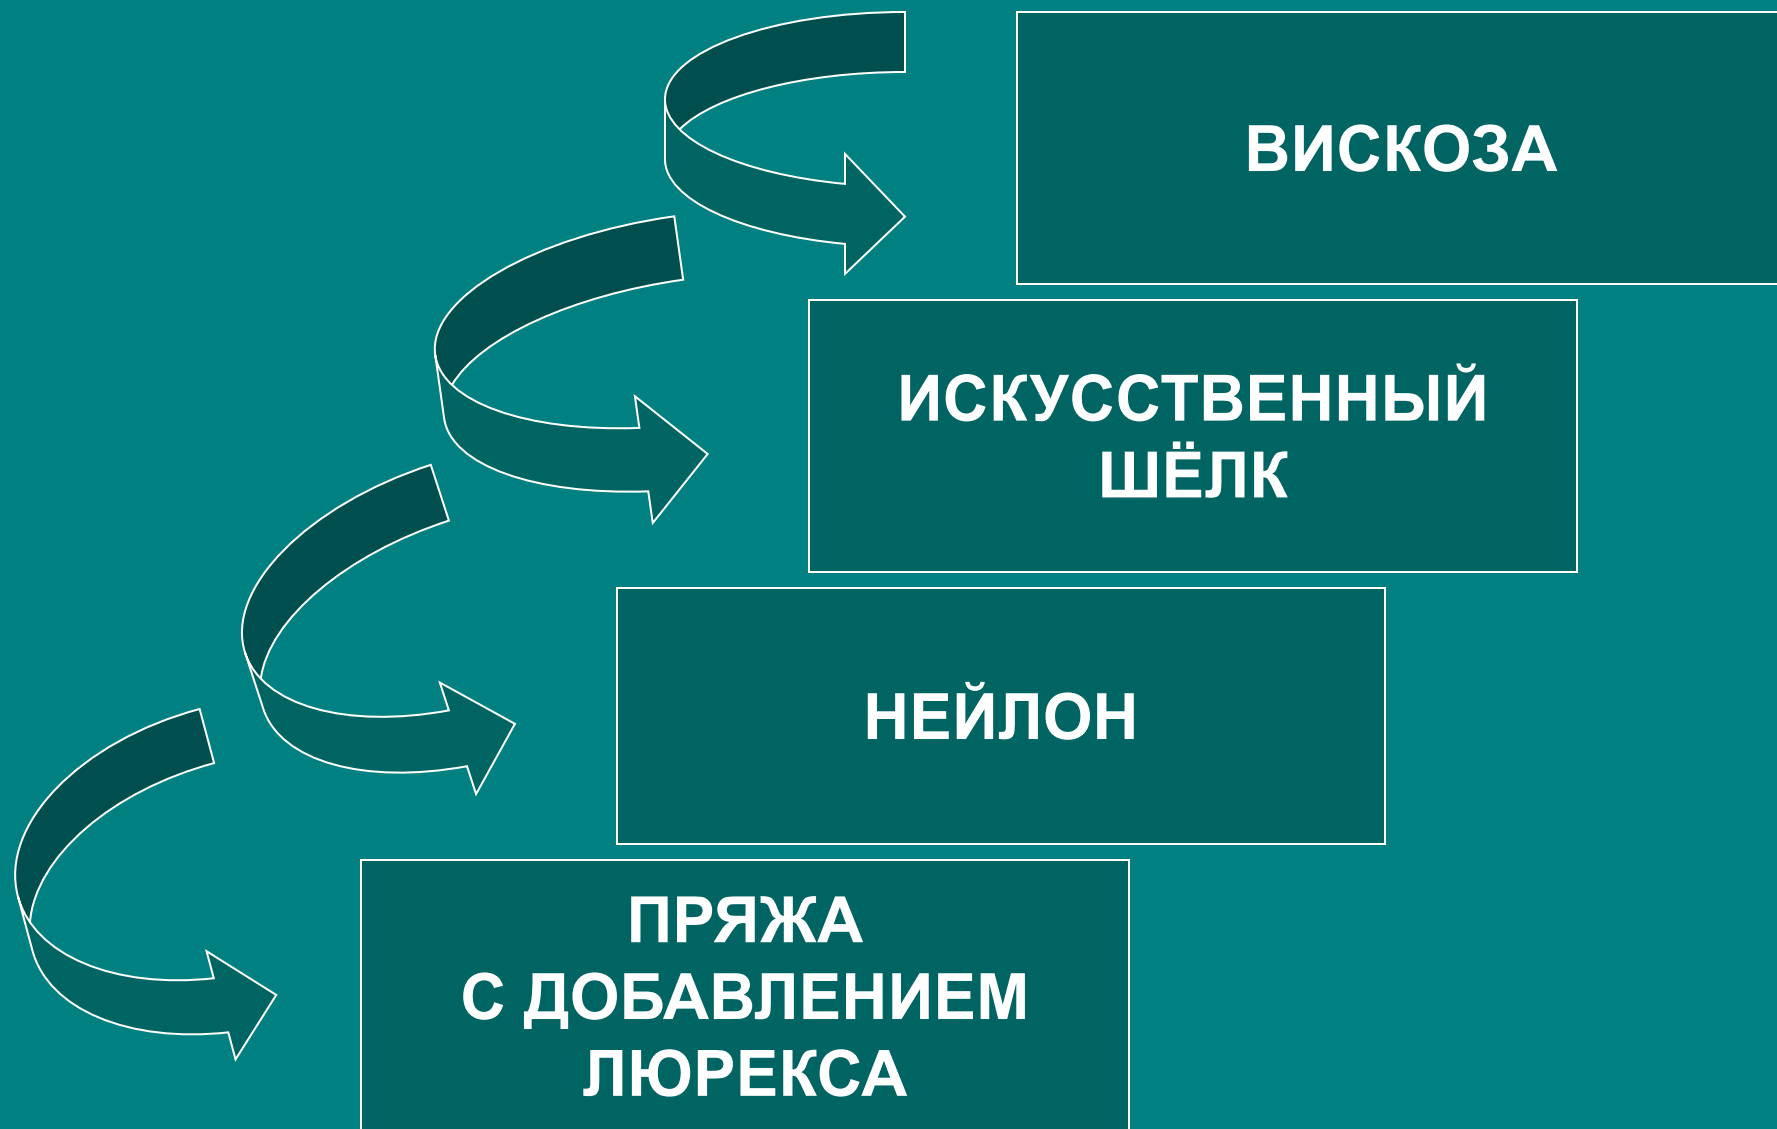 ВИСКОЗА
ИСКУССТВЕННЫЙ
ШЁЛК
НЕЙЛОН
ПРЯЖА
С ДОБАВЛЕНИЕМ
ЛЮРЕКСА